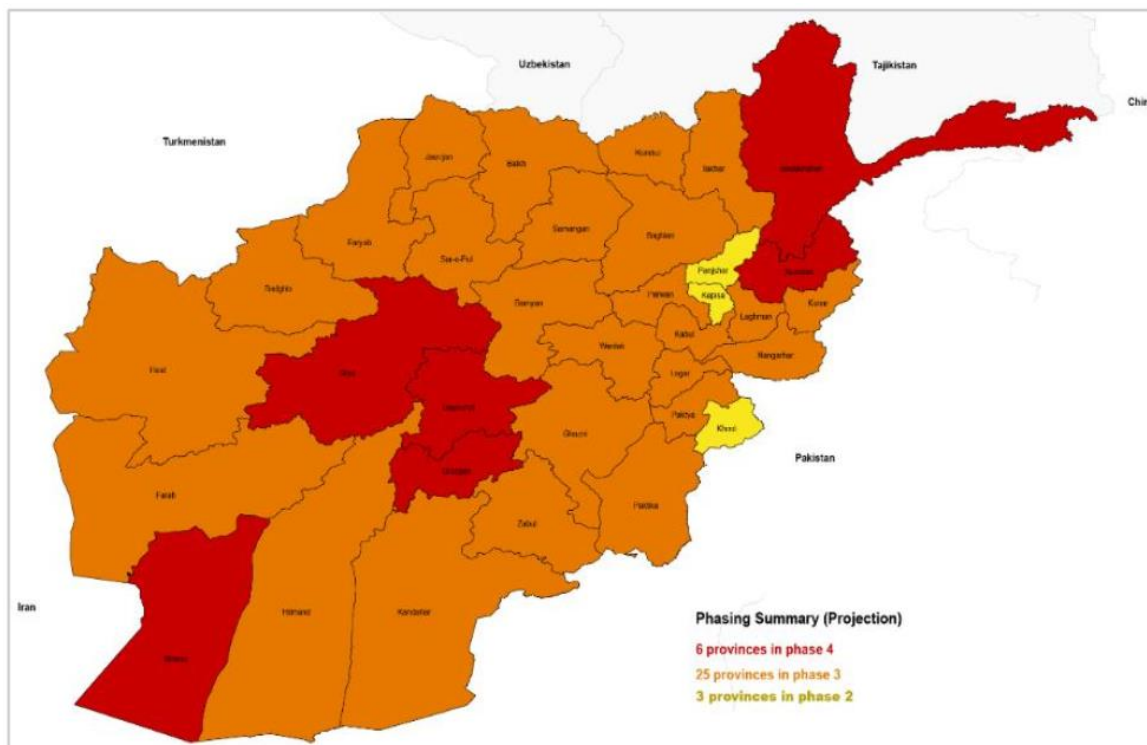 Uzbekistan
Tajikistan
Chin
Turkmenistan
Jawzjan
Balkh
Kunduz
Takhar
Badakhshan
Faryab
Sar-e-Pul
Samangan
Baghlan
Panjsher
Nuristan
Badghis
Bamyan
Parwan
Kapisa
Laghman
Kunar
Herat
Ghor
Wardak
Kabul
Nangarhar
Logar
Daykundi
Ghazni
Paktya
Khost
Pakistan
Uruzgan
Farah
Zabul
Paktika
Iran
Nimroz
Hilmand
Kandahar
Phasing Summary (Projection)
6 provinces in phase 4
25 provinces in phase 3
3 provinces in phase 2